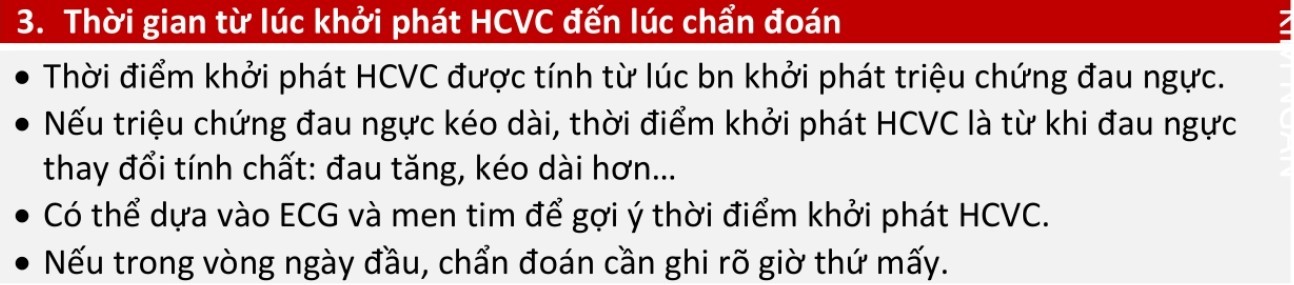 3. Thời gian từ lúc khởi phát HCVC đến lúc chẩn đoán
• Thời điểm khởi phát HCVC được tính từ lúc bn khởi phát triệu chứng đau ngực.
• Nếu triệu chứng đau ngực kéo dài, thời điểm khởi phát HCVC là từ khi đau ngực
thay đổi tính chất: đau tăng, kéo dài hơn...
• Có thể dựa vào ECG và men tim để gợi ý thời điểm khởi phát HCVC.
• Nếu trong vòng ngày đầu, chẩn đoán cần ghi rõ giờ thứ mấy.